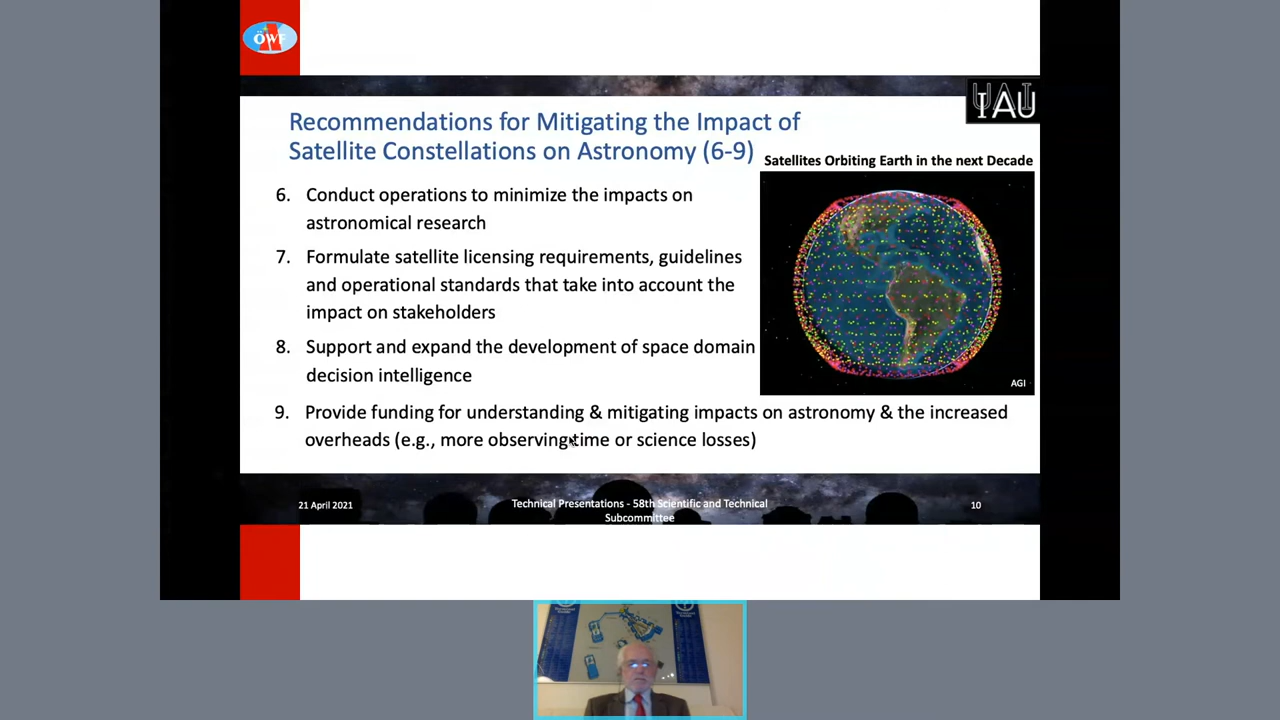 ÖWF
IAU
Recommendations for Mitigating the Impact of
Satellite Constellations on Astronomy (6-9)
Satellites Orbiting Earth in the next Decade
6. Conduct operations to minimize the impacts on
astronomical research
7. Formulate satellite licensing requirements, guidelines
and operational standards that take into account the
impact on stakeholders
8. Support and expand the development of space domain
decision intelligence
AGI
9. Provide funding for understanding & mitigating impacts on astronomy & the increased
overheads (e.g., more observing time or science losses)
21 April 2021
Technical Presentations - 58th Scientific and Technical
Subcommittee
10